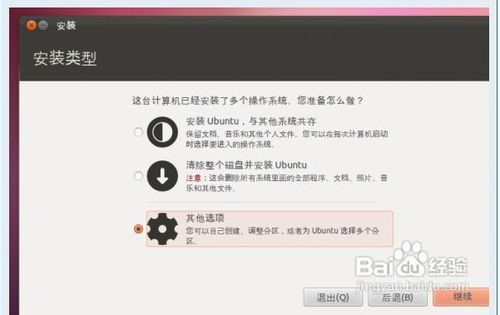 安装
安装类型
这台计算机已经安装了多个操作系统。您准备怎么做？
安装 Ubuntu，与其他系统共存
保留文档、音乐和其他个人文件。您可以在每次计算机启动
时选择要进入的操作系统。
清除整个磁盘并安装 Ubuntu
注意：这会删除所有系统里面的全部程序、文档、照片、音
乐和其他文件。
其他选项
您可以自己创建、调整分区，或者为 Ubuntu 选择多个分
区。
退出(Q)
后退(B)
继续
Baidu经验
jingyan.baidu.com